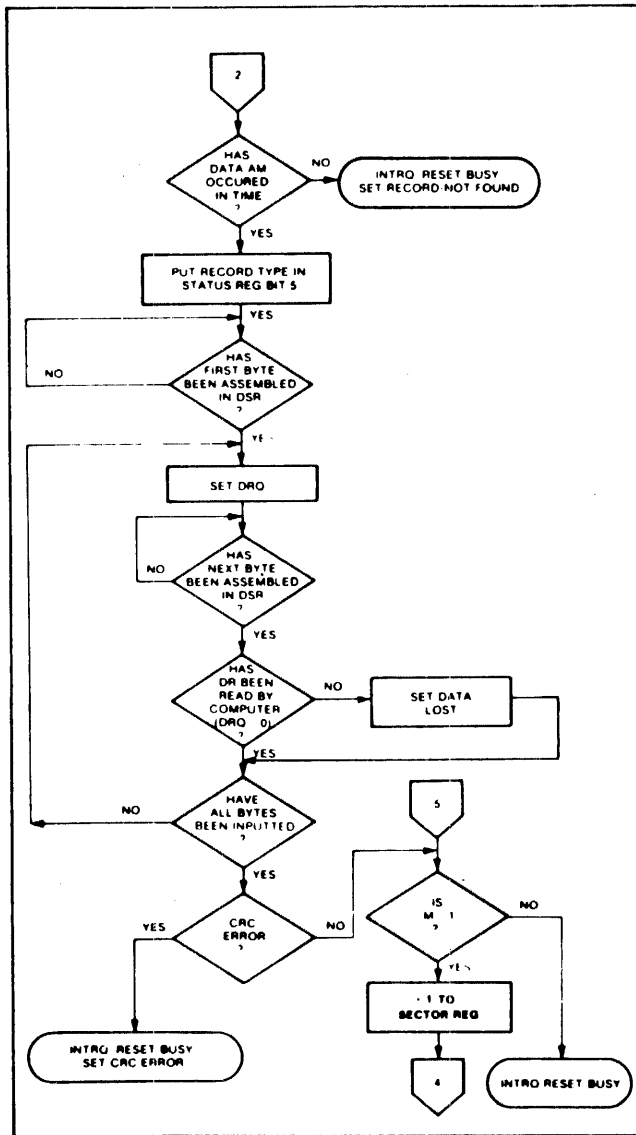 2
HAS
DATA AM
OCCURED
IN TIME
?
NO
INTRQ RESET BUSY
SET RECORD-NOT FOUND
YES
PUT RECORD TYPE IN
STATUS REG BIT 5
YES
HAS
FIRST BYTE
BEEN ASSEMBLED
IN DSR
?
NO
YES
SET DRQ
HAS
NEXT BYTE
BEEN ASSEMBLED
IN DSR
?
NO
YES
HAS
DR BEEN
READ BY
COMPUTER
(DRQ 0)
?
NO
SET DATA
LOST
YES
HAVE
ALL BYTES
BEEN INPUTTED
?
NO
YES
5
CRC
ERROR
?
YES
NO
IS
M 1
?
NO
YES
INTRQ RESET BUSY
SET CRC ERROR
1 TO
SECTOR REG
4
INTRQ RESET BUSY